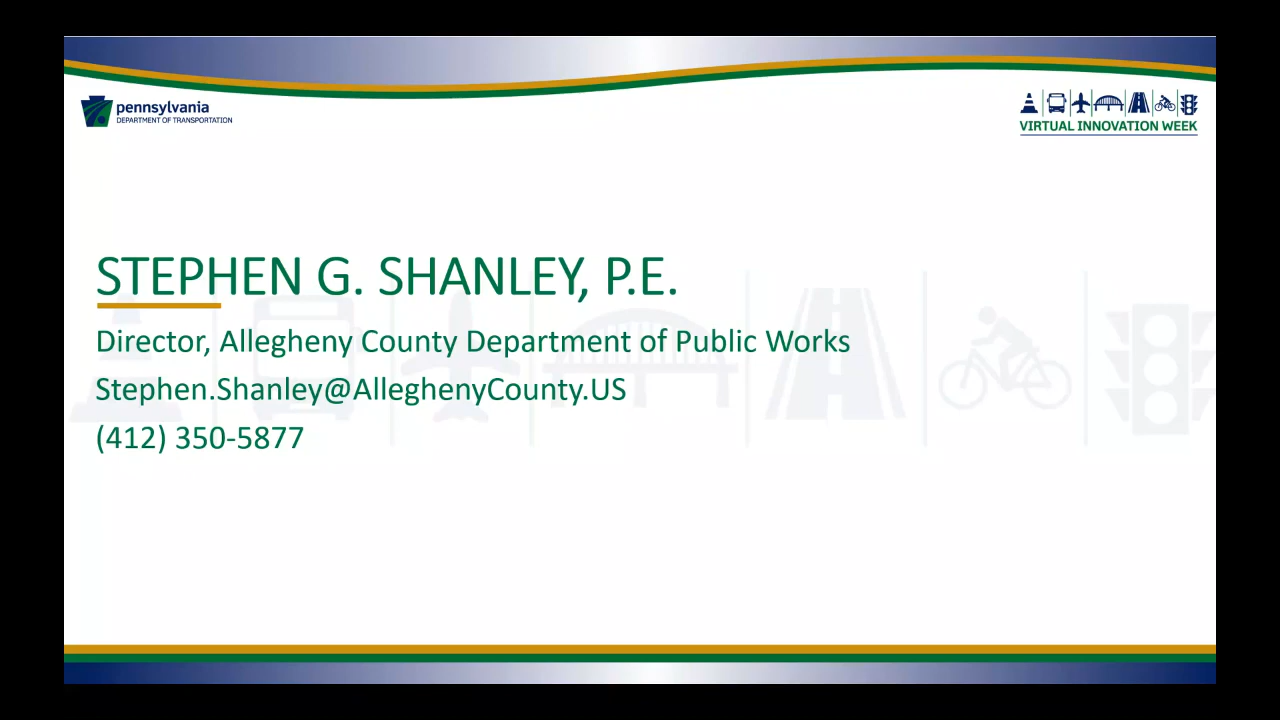 pennsylvania
DEPARTMENT OF TRANSPORTATION
VIRTUAL INNOVATION WEEK
STEPHEN G. SHANLEY, P.E.
Director, Allegheny County Department of Public Works
Stephen.Shanley@AlleghenyCounty.US
(412) 350-5877